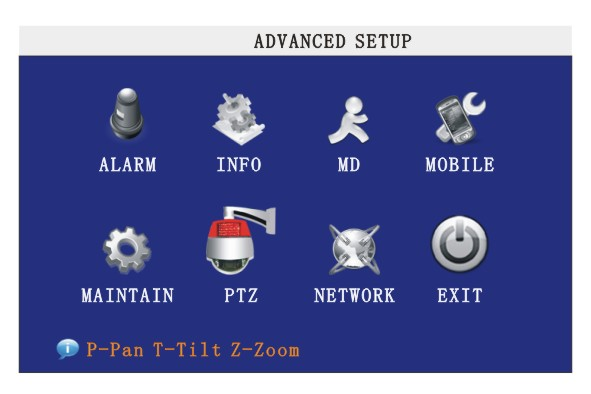 ADVANCED SETUP
ALARM INFO MD MOBILE
MAINTAIN PTZ NETWORK EXIT
P-Pan T-Tilt Z-Zoom